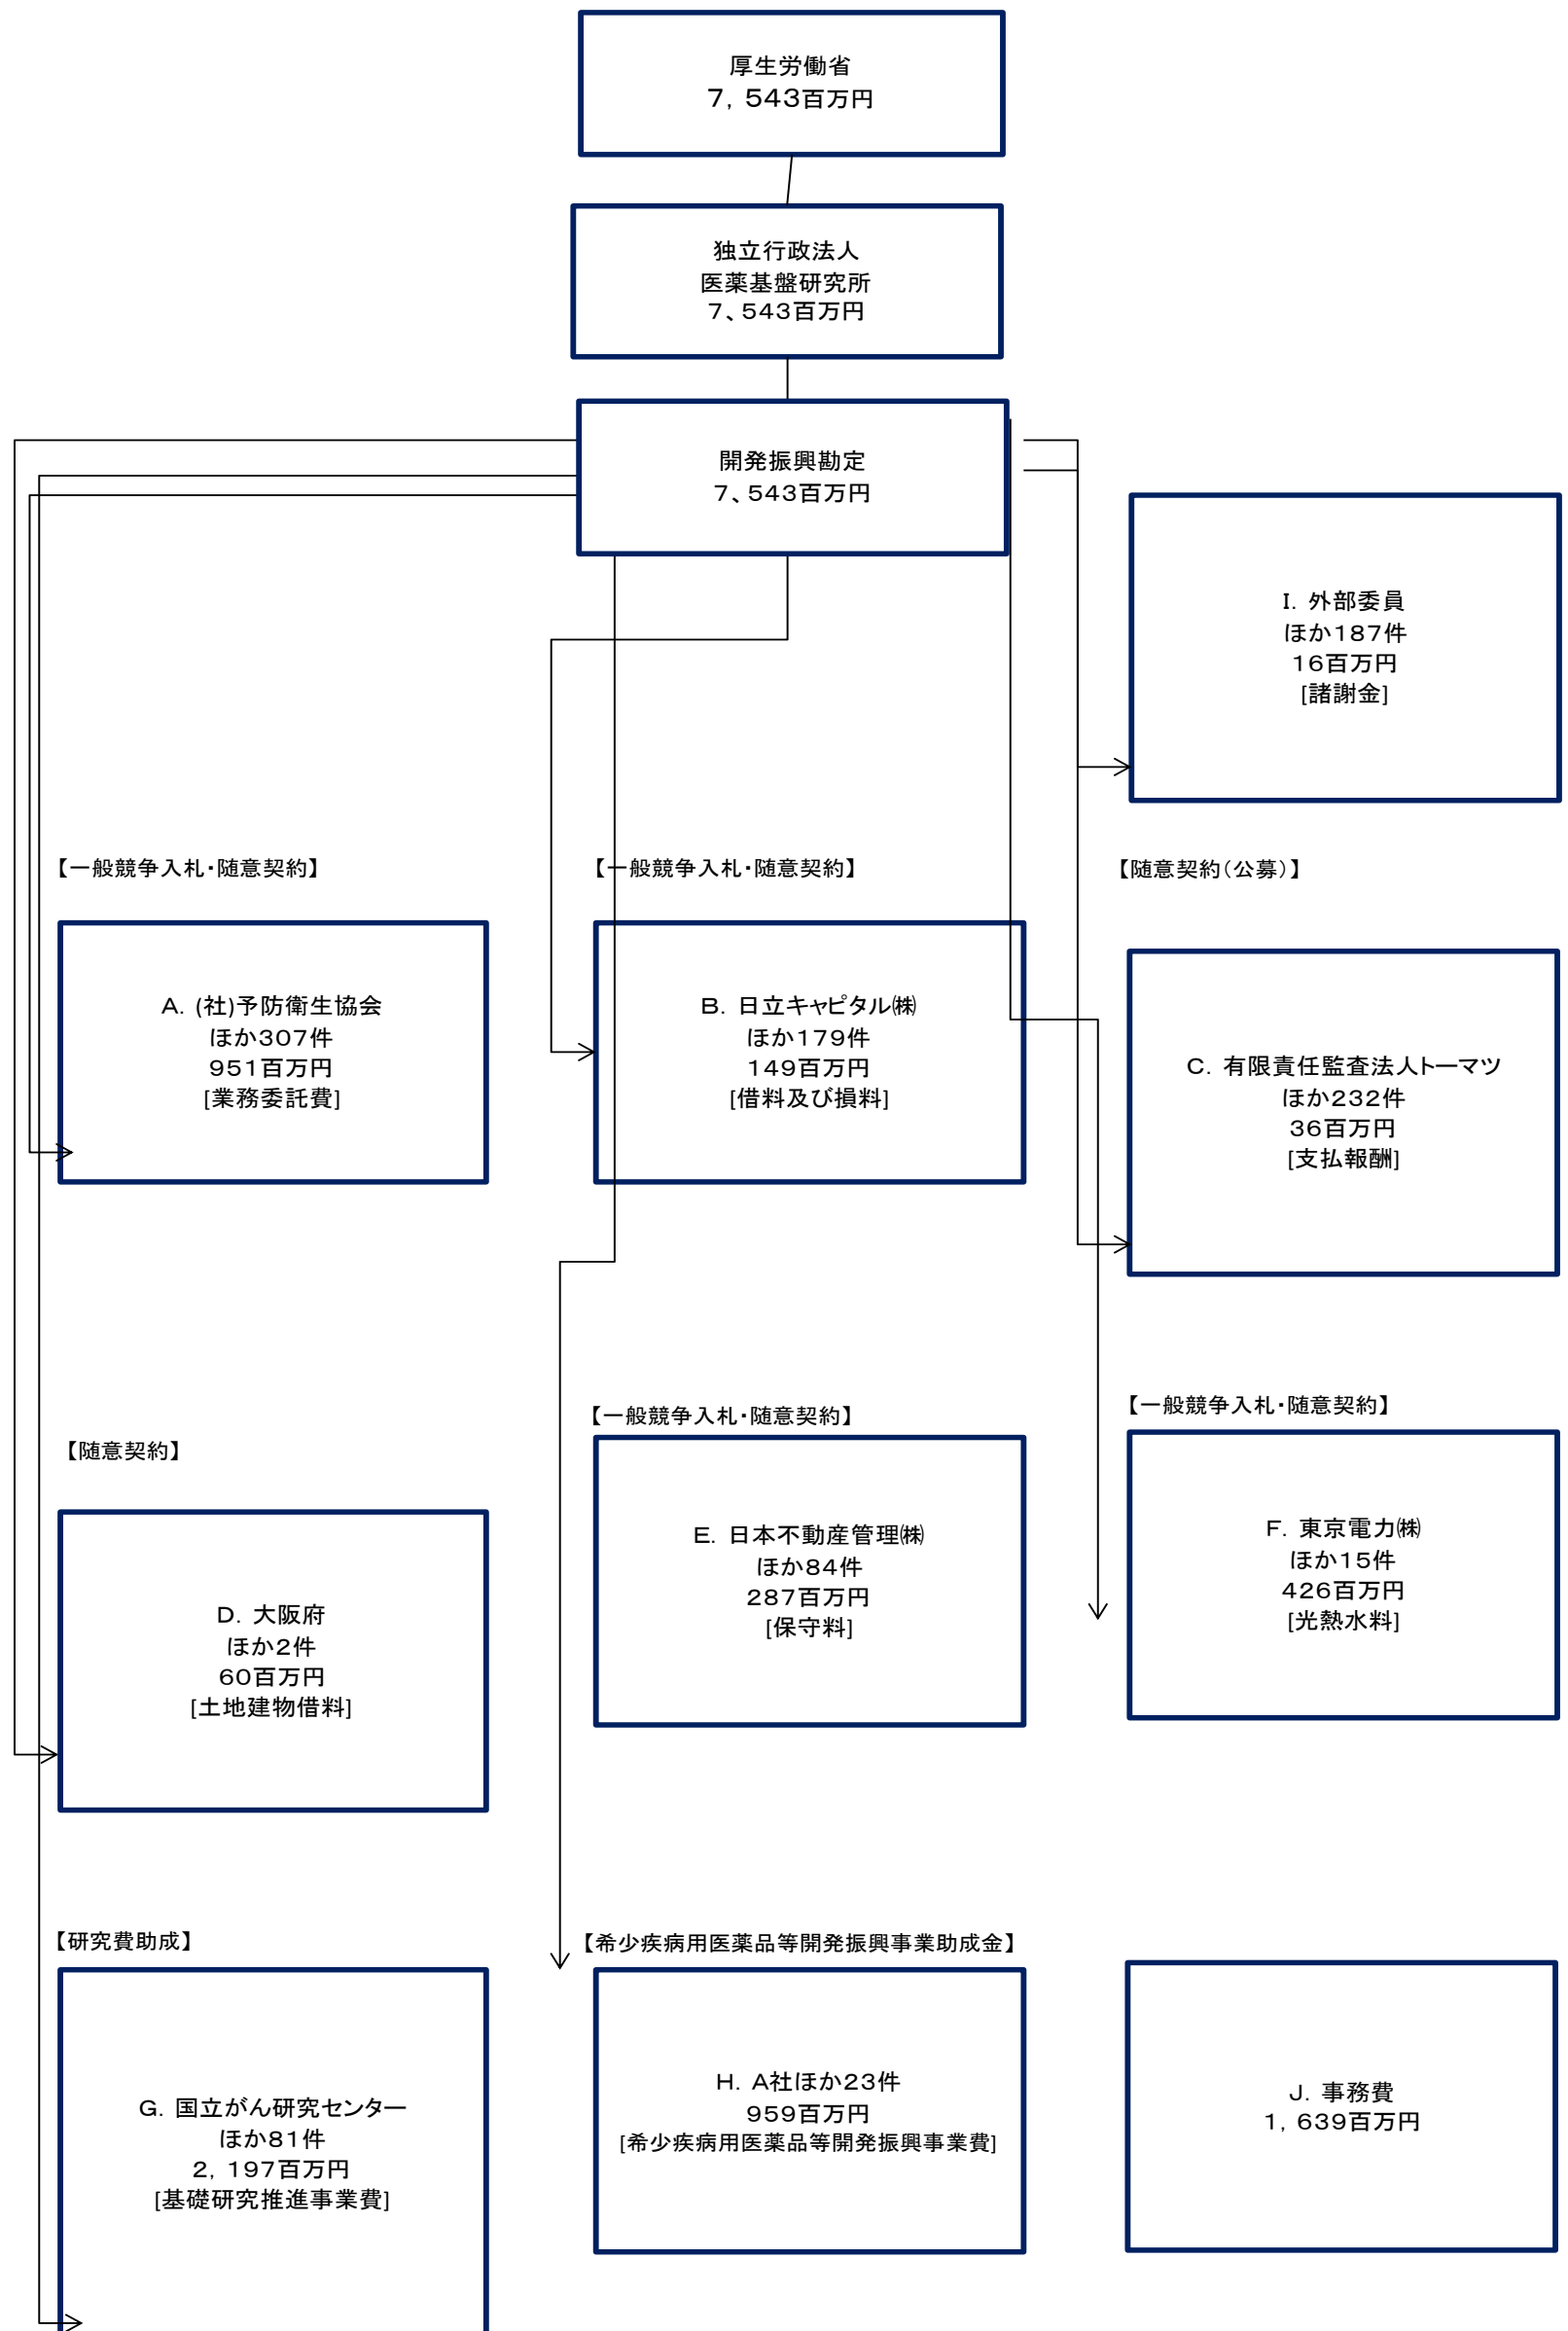 厚生労働省
７，５４３百万円
独立行政法人
医薬基盤研究所
７、５４３百万円
開発振興勘定
７、５４３百万円
I. 外部委員
ほか１８７件
１６百万円
[諸謝金]
【一般競争入札・随意契約】
【一般競争入札・随意契約】
【随意契約（公募）】
A. (社)予防衛生協会
ほか３０７件
９５１百万円
[業務委託費]
B. 日立キャピタル㈱
ほか１７９件
１４９百万円
[借料及び損料]
C. 有限責任監査法人トーマツ
ほか２３２件
３６百万円
[支払報酬]
【随意契約】
【一般競争入札・随意契約】
【一般競争入札・随意契約】
D. 大阪府
ほか２件
６０百万円
[土地建物借料]
E. 日本不動産管理㈱
ほか８４件
２８７百万円
[保守料]
F. 東京電力㈱
ほか１５件
４２６百万円
[光熱水料]
【研究費助成】
【希少疾病用医薬品等開発振興事業助成金】
G. 国立がん研究センター
ほか８１件
２，１９７百万円
[基礎研究推進事業費]
H. A社ほか２３件
９５９百万円
[希少疾病用医薬品等開発振興事業費]
J. 事務費
１，６３９百万円